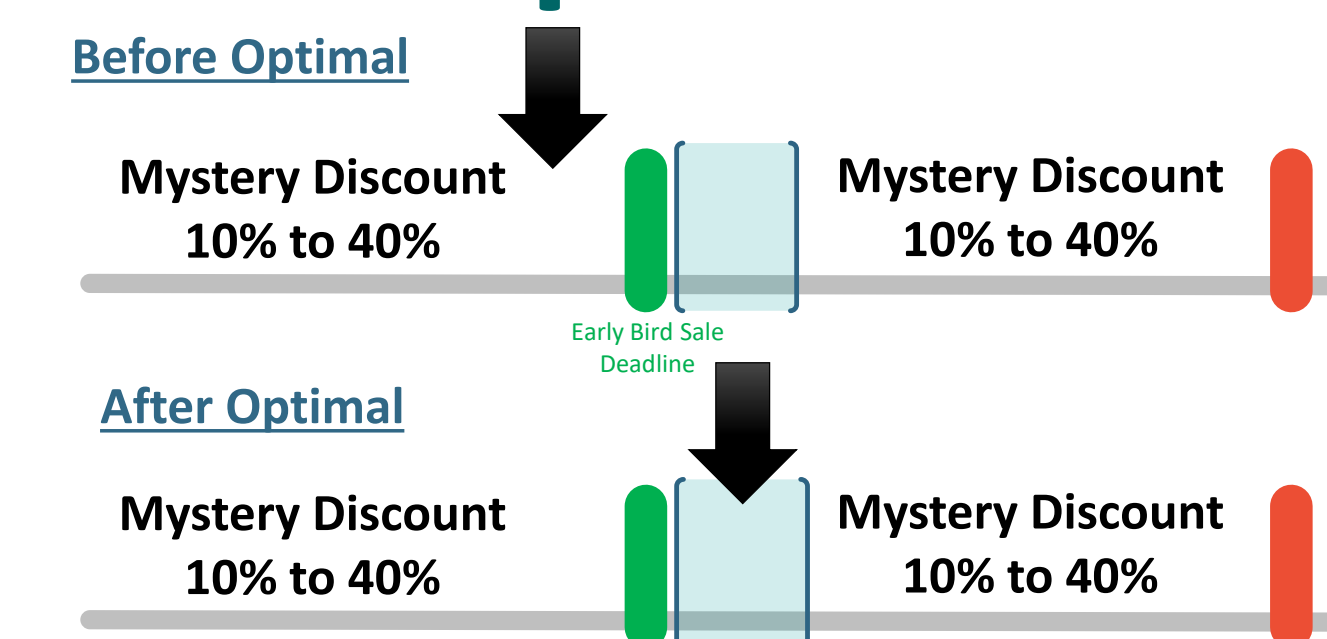 Before Optimal
Mystery Discount
10% to 40%
Mystery Discount
10% to 40%
Early Bird Sale
Deadline
After Optimal
Mystery Discount
10% to 40%
Mystery Discount
10% to 40%